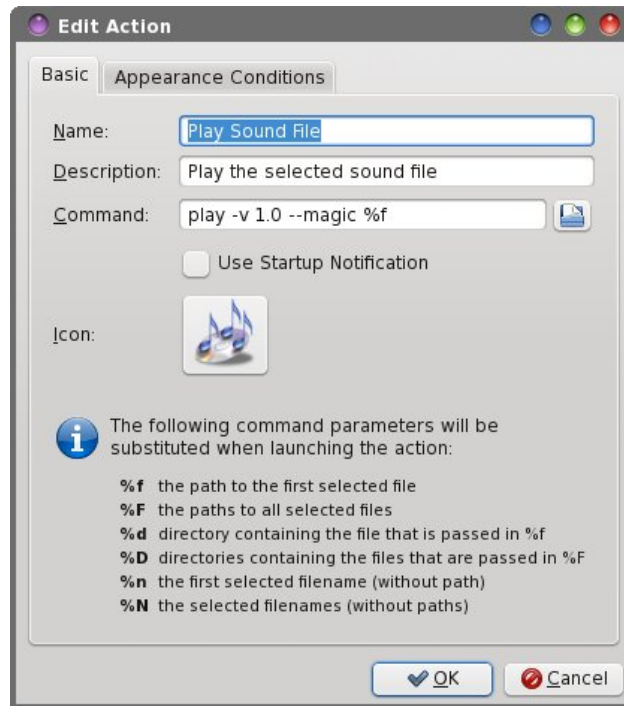 Edit Action
Basic
Appearance Conditions
Name:
Play Sound File
Description:
Play the selected sound file
Command:
play -v 1.0 --magic %f
Use Startup Notification
Icon:
The following command parameters will be
substituted when launching the action:
%f the path to the first selected file
%F the paths to all selected files
%d directory containing the file that is passed in %f
%D directories containing the files that are passed in %F
%n the first selected filename (without path)
%N the selected filenames (without paths)
OK
Cancel